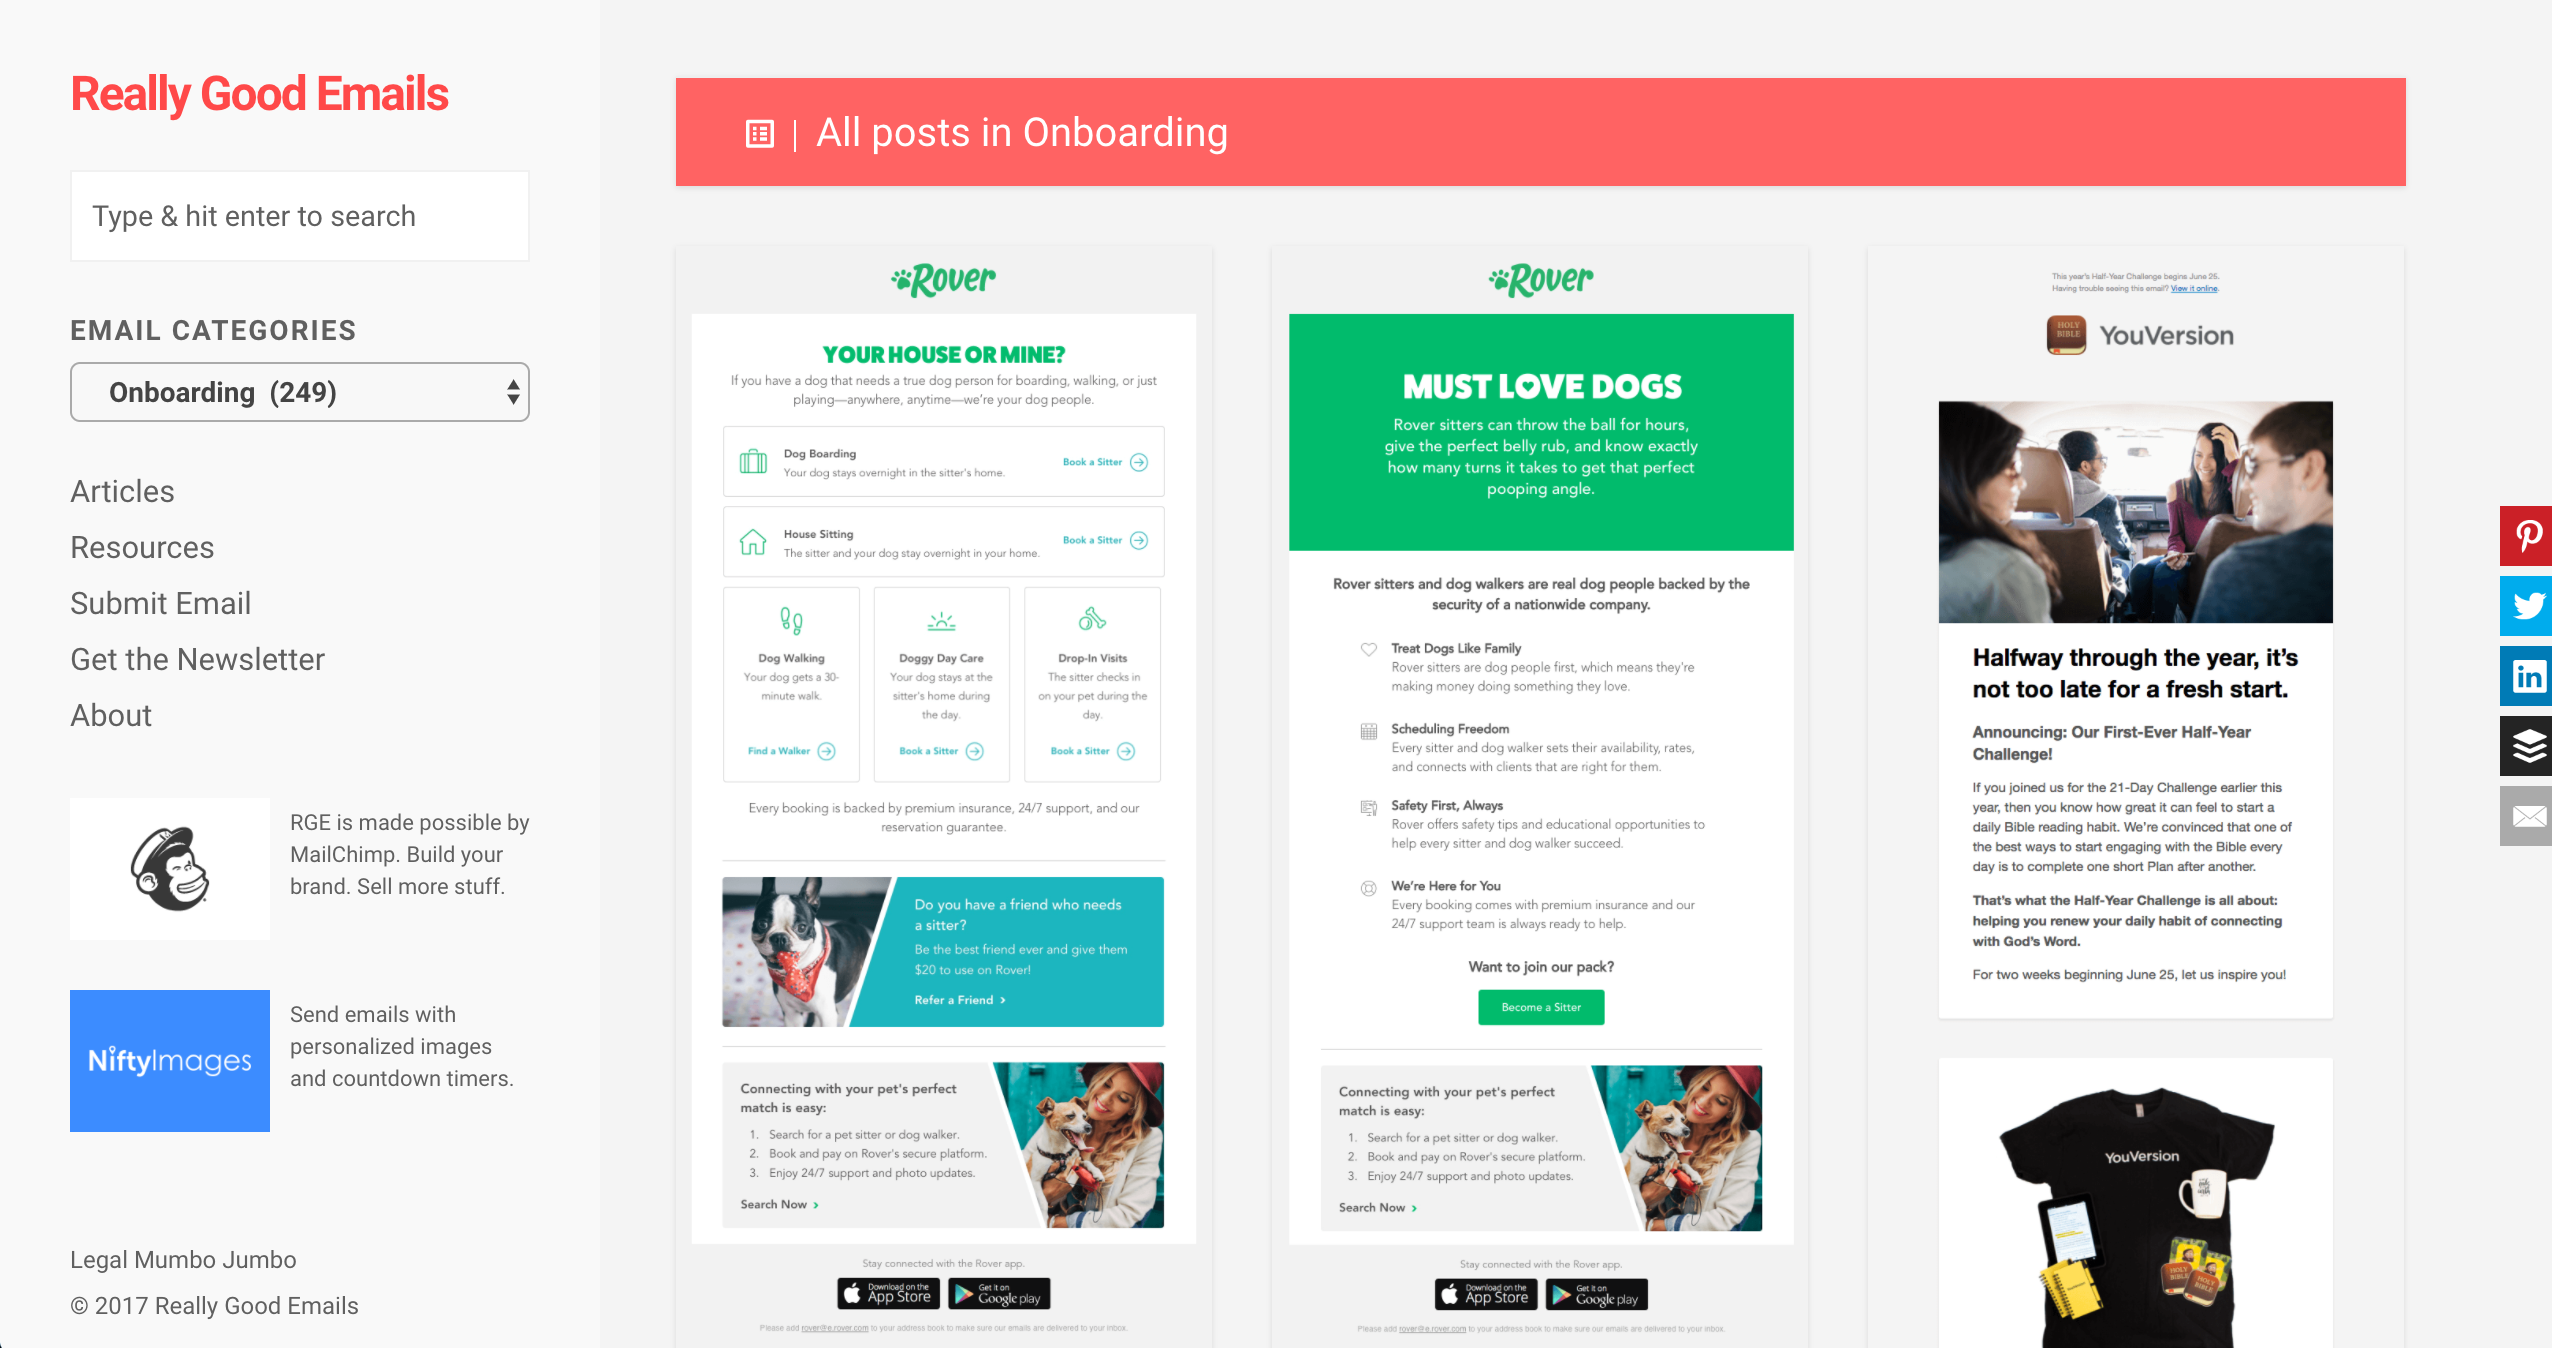 Really Good Emails
Type & hit enter to search
EMAIL CATEGORIES
Onboarding (249)
Articles
Resources
Submit Email
Get the Newsletter
About
RGE is made possible by
MailChimp. Build your
brand. Sell more stuff.
NiftyImages
Send emails with
personalized images
and countdown timers.
Legal Mumbo Jumbo
© 2017 Really Good Emails
| All posts in Onboarding
Rover
YOUR HOUSE OR MINE?
If you have a dog that needs a true dog person for boarding, walking, or just
playing—anywhere, anytime—we're your dog people.
Dog Boarding
Your dog stays overnight in the sitter's home.
Book a Sitter
House Sitting
The sitter and your dog stay overnight in your home.
Book a Sitter
Dog Walking
Your dog gets a 30-
minute walk.
Find a Walker
Doggy Day Care
Your dog stays at the
sitter's home during
the day.
Book a Sitter
Drop-In Visits
The sitter checks in
on your pet during the
day.
Book a Sitter
Every booking is backed by premium insurance, 24/7 support, and our
reservation guarantee.
Do you have a friend who needs
a sitter?
Be the best friend ever and give them
$20 to use on Rover!
Refer a Friend >
Connecting with your pet's perfect
match is easy:
1. Search for a pet sitter or dog walker.
2. Book and pay on Rover's secure platform.
3. Enjoy 24/7 support and photo updates.
Search Now >
Stay connected with the Rover app.
Download on the
App Store
Get it on
Google play
Please add rover@e.rover.com to your address book to make sure our emails are delivered to your inbox.
Rover
MUST LOVE DOGS
Rover sitters can throw the ball for hours,
give the perfect belly rub, and know exactly
how many turns it takes to get that perfect
pooping angle.
Rover sitters and dog walkers are real dog people backed by the
security of a nationwide company.
Treat Dogs Like Family
Rover sitters are dog people first, which means they're
making money doing something they love.
Scheduling Freedom
Every sitter and dog walker sets their availability, rates,
and connects with clients that are right for them.
Safety First, Always
Rover offers safety tips and educational opportunities to
help every sitter and dog walker succeed.
We're Here for You
Every booking comes with premium insurance and our
24/7 support team is always ready to help.
Want to join our pack?
Become a Sitter
Connecting with your pet's perfect
match is easy:
1. Search for a pet sitter or dog walker.
2. Book and pay on Rover's secure platform.
3. Enjoy 24/7 support and photo updates.
Search Now >
Stay connected with the Rover app.
Download on the
App Store
Get it on
Google play
Please add rover@e.rover.com to your address book to make sure our emails are delivered to your inbox.
This year's Half-Year Challenge begins June 25.
Having trouble seeing this email? View it online.
HOLY
BIBLE
YouVersion
Halfway through the year, it's
not too late for a fresh start.
Announcing: Our First-Ever Half-Year
Challenge!
If you joined us for the 21-Day Challenge earlier this
year, then you know how great it can feel to start a
daily Bible reading habit. We're convinced that one of
the best ways to start engaging with the Bible every
day is to complete one short Plan after another.
That's what the Half-Year Challenge is all about:
helping you renew your daily habit of connecting
with God's Word.
For two weeks beginning June 25, let us inspire you!
YouVersion
HOLY
BIBLE
HOLY
BIBLE